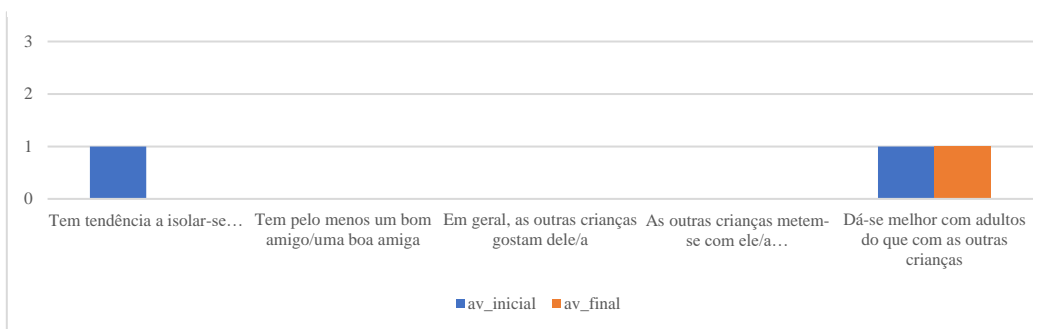 3
2
1
0
Tem tendência a isolar-se…
Tem pelo menos um bom
amigo/uma boa amiga
Em geral, as outras crianças
gostam dele/a
As outras crianças metem-
se com ele/a…
Dá-se melhor com adultos
do que com as outras
crianças
av_inicial av_final